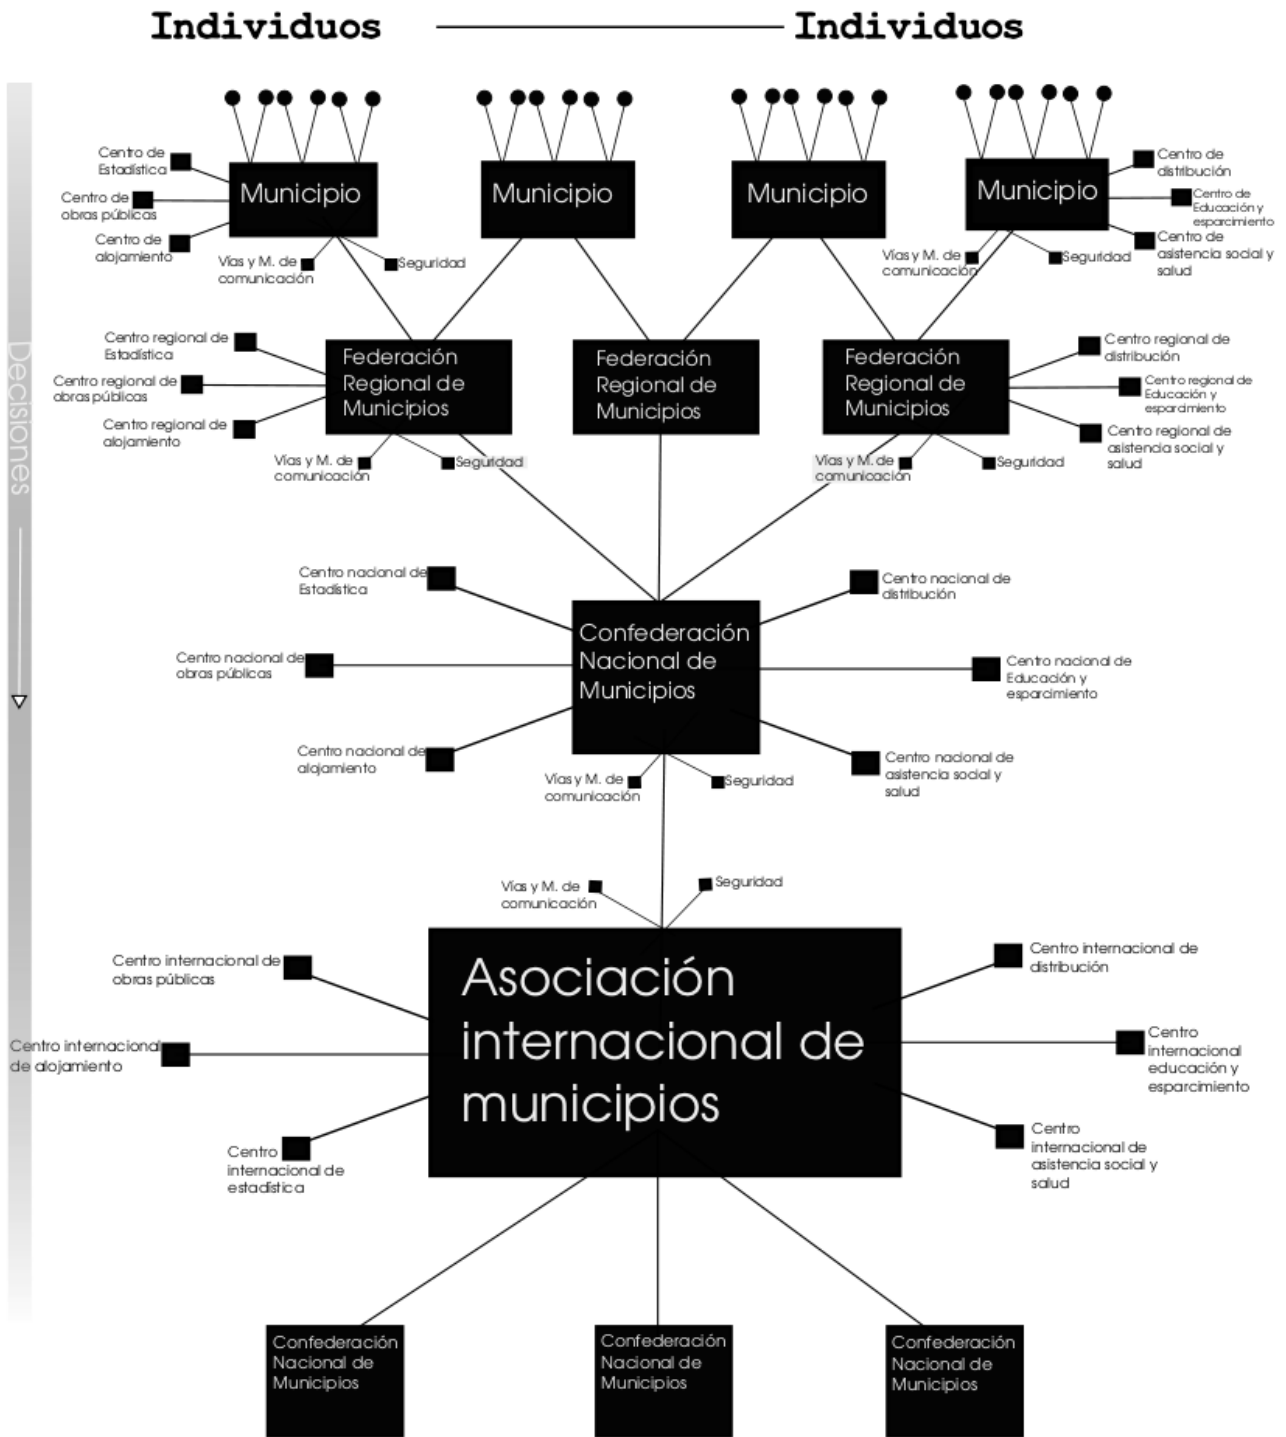 Individuos Individuos
Centro de
Estadística
Centro de
obras públicas
Centro de
alojamiento
Municipio
Vías y M. de
comunicación
Seguridad
Municipio
Municipio
Municipio
Centro de
distribución
Centro de
Educación y
esparcimiento
Centro de
asistencia social y
salud
Vías y M. de
comunicación
Seguridad
Decisiones
Centro regional de
Estadística
Centro regional de
obras públicas
Centro regional de
alojamiento
Federación
Regional de
Municipios
Vías y M. de
comunicación
Seguridad
Federación
Regional de
Municipios
Federación
Regional de
Municipios
Centro regional de
distribución
Centro regional de
Educación y
esparcimiento
Centro regional de
asistencia social y
salud
Vías y M. de
comunicación
Seguridad
Centro nacional de
Estadística
Centro nacional de
obras públicas
Centro nacional de
alojamiento
Confederación
Nacional de
Municipios
Centro nacional de
distribución
Centro nacional de
Educación y
esparcimiento
Centro nacional de
asistencia social y
salud
Vías y M. de
comunicación
Seguridad
Vías y M. de
comunicación
Seguridad
Centro internacional de
obras públicas
Centro internacional
de alojamiento
Centro
internacional de
estadística
Asociación
internacional de
municipios
Centro internacional de
distribución
Centro
internacional
educación y
esparcimiento
Centro
internacional de
asistencia social y
salud
Confederación
Nacional de
Municipios
Confederación
Nacional de
Municipios
Confederación
Nacional de
Municipios